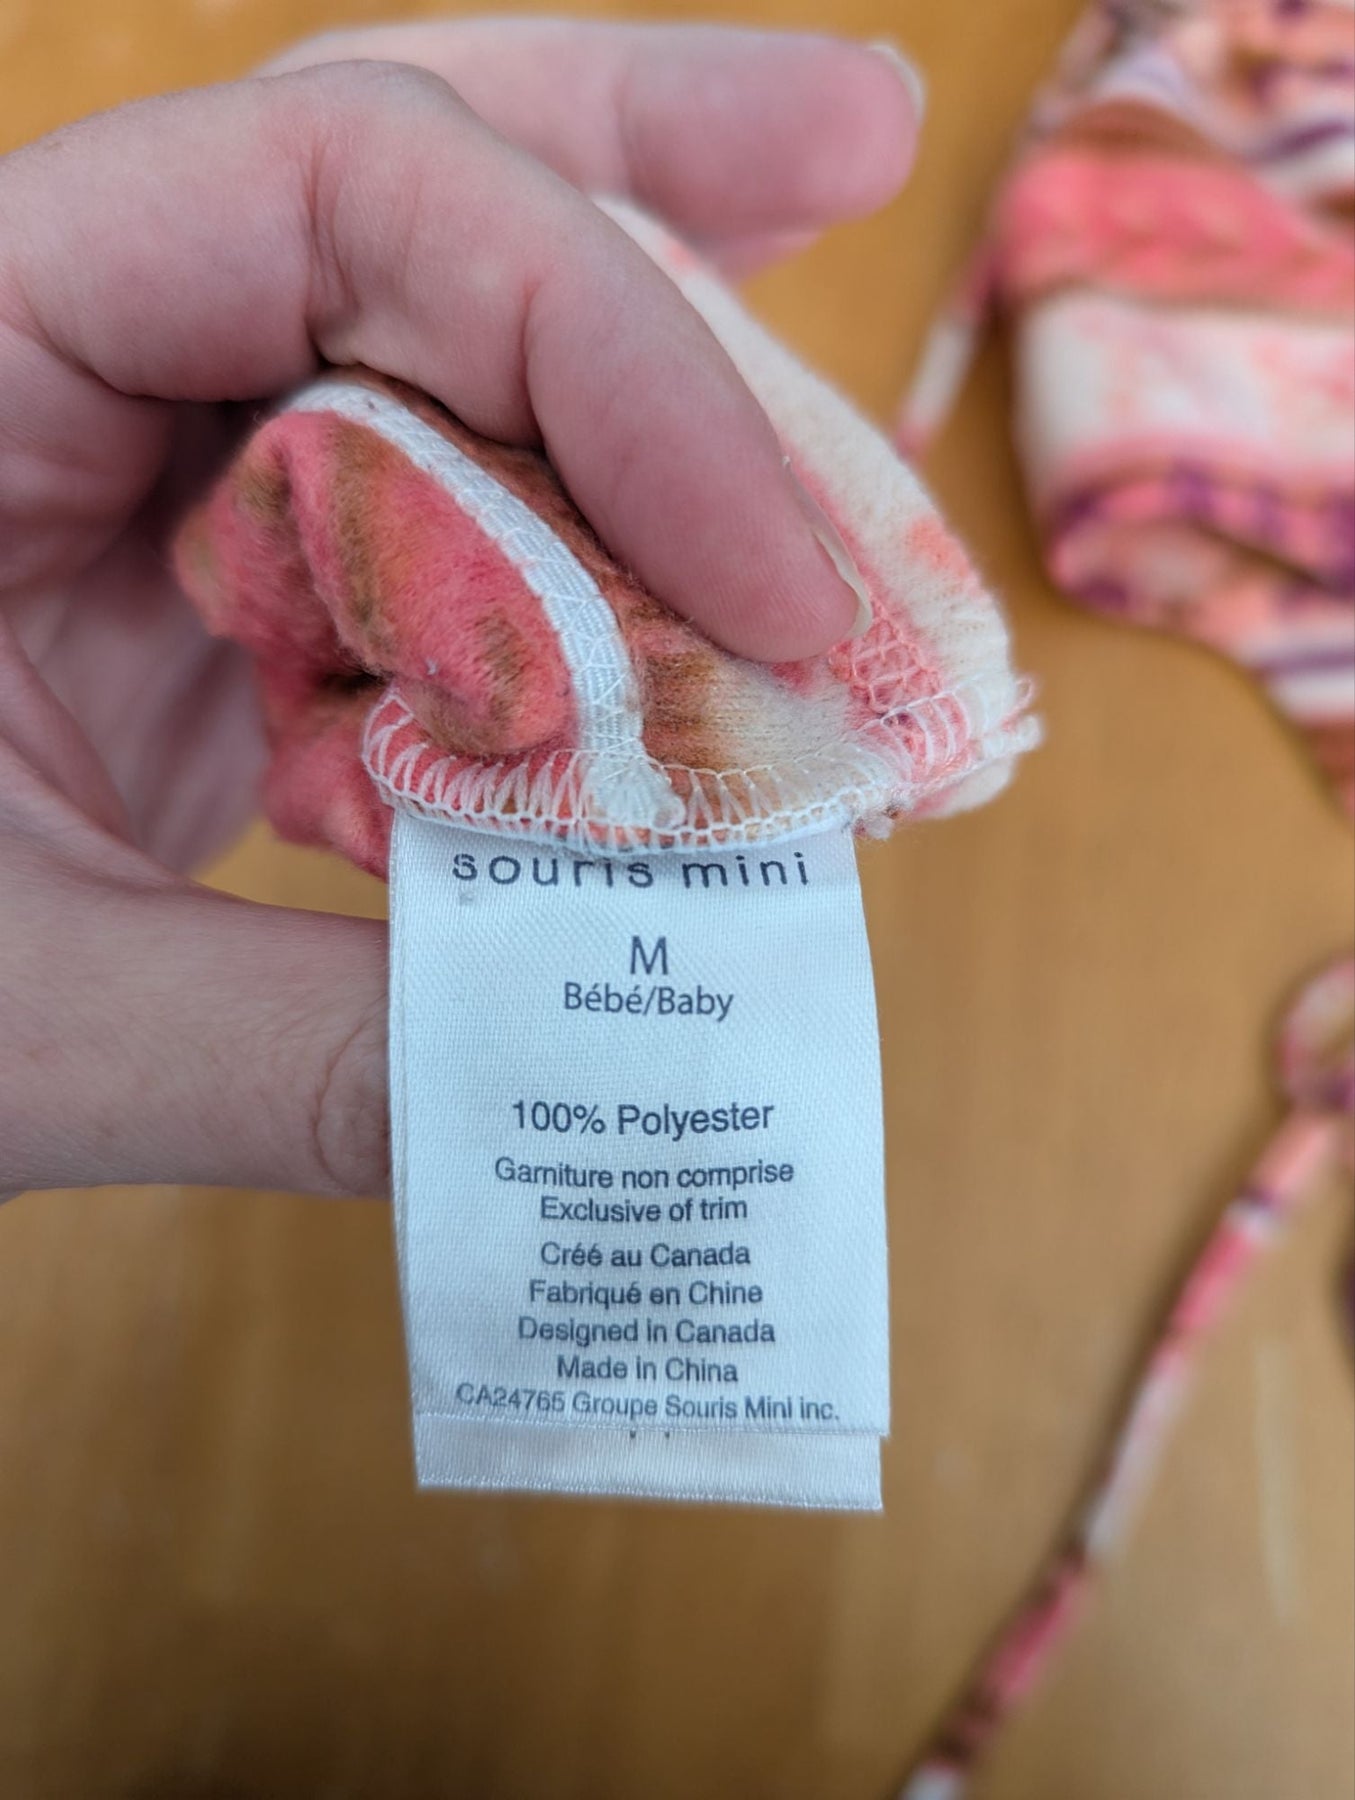 souris mini
M
Bébé/Baby
100% Polyester
Garniture non comprise
Exclusive of trim
Créé au Canada
Fabriqué en Chine
Designed in Canada
Made in China
CA24765 Groupe Souris Mini inc.